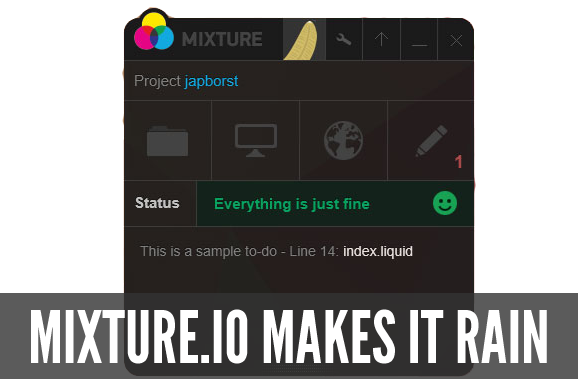 MIXTURE
Project japborst
1
Status Everything is just fine
This is a sample to-do - Line 14: index.liquid
MIXTURE.IO MAKES IT RAIN